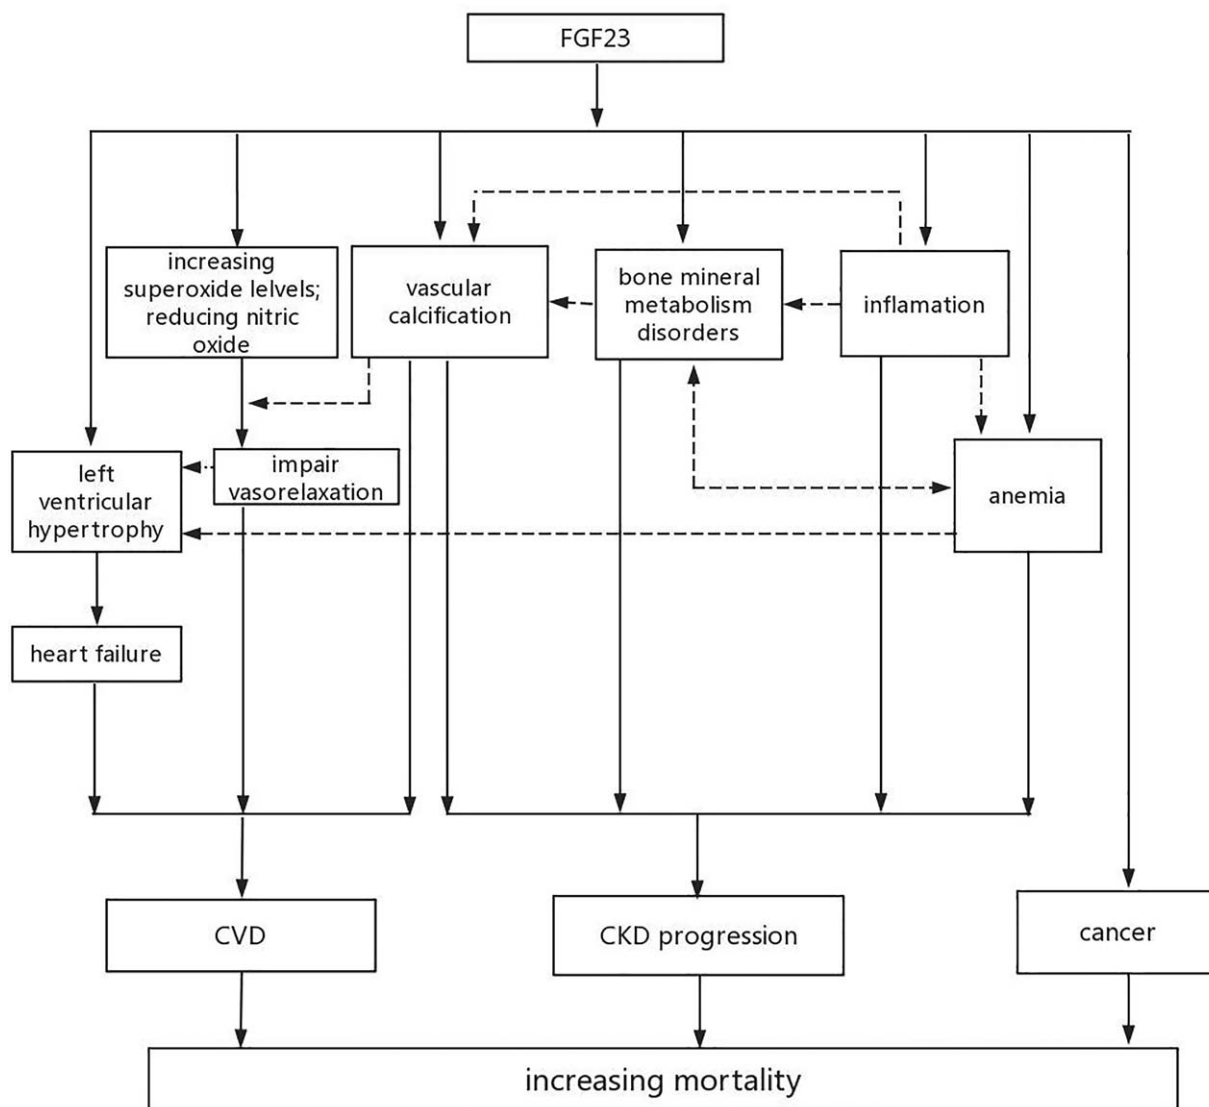 FGF23
increasing
superoxide lelvels;
reducing nitric
oxide
vascular
calcification
bone mineral
metabolism
disorders
inflamation
left
ventricular
hypertrophy
impair
vasorelaxation
anemia
heart failure
CVD
CKD progression
cancer
increasing mortality